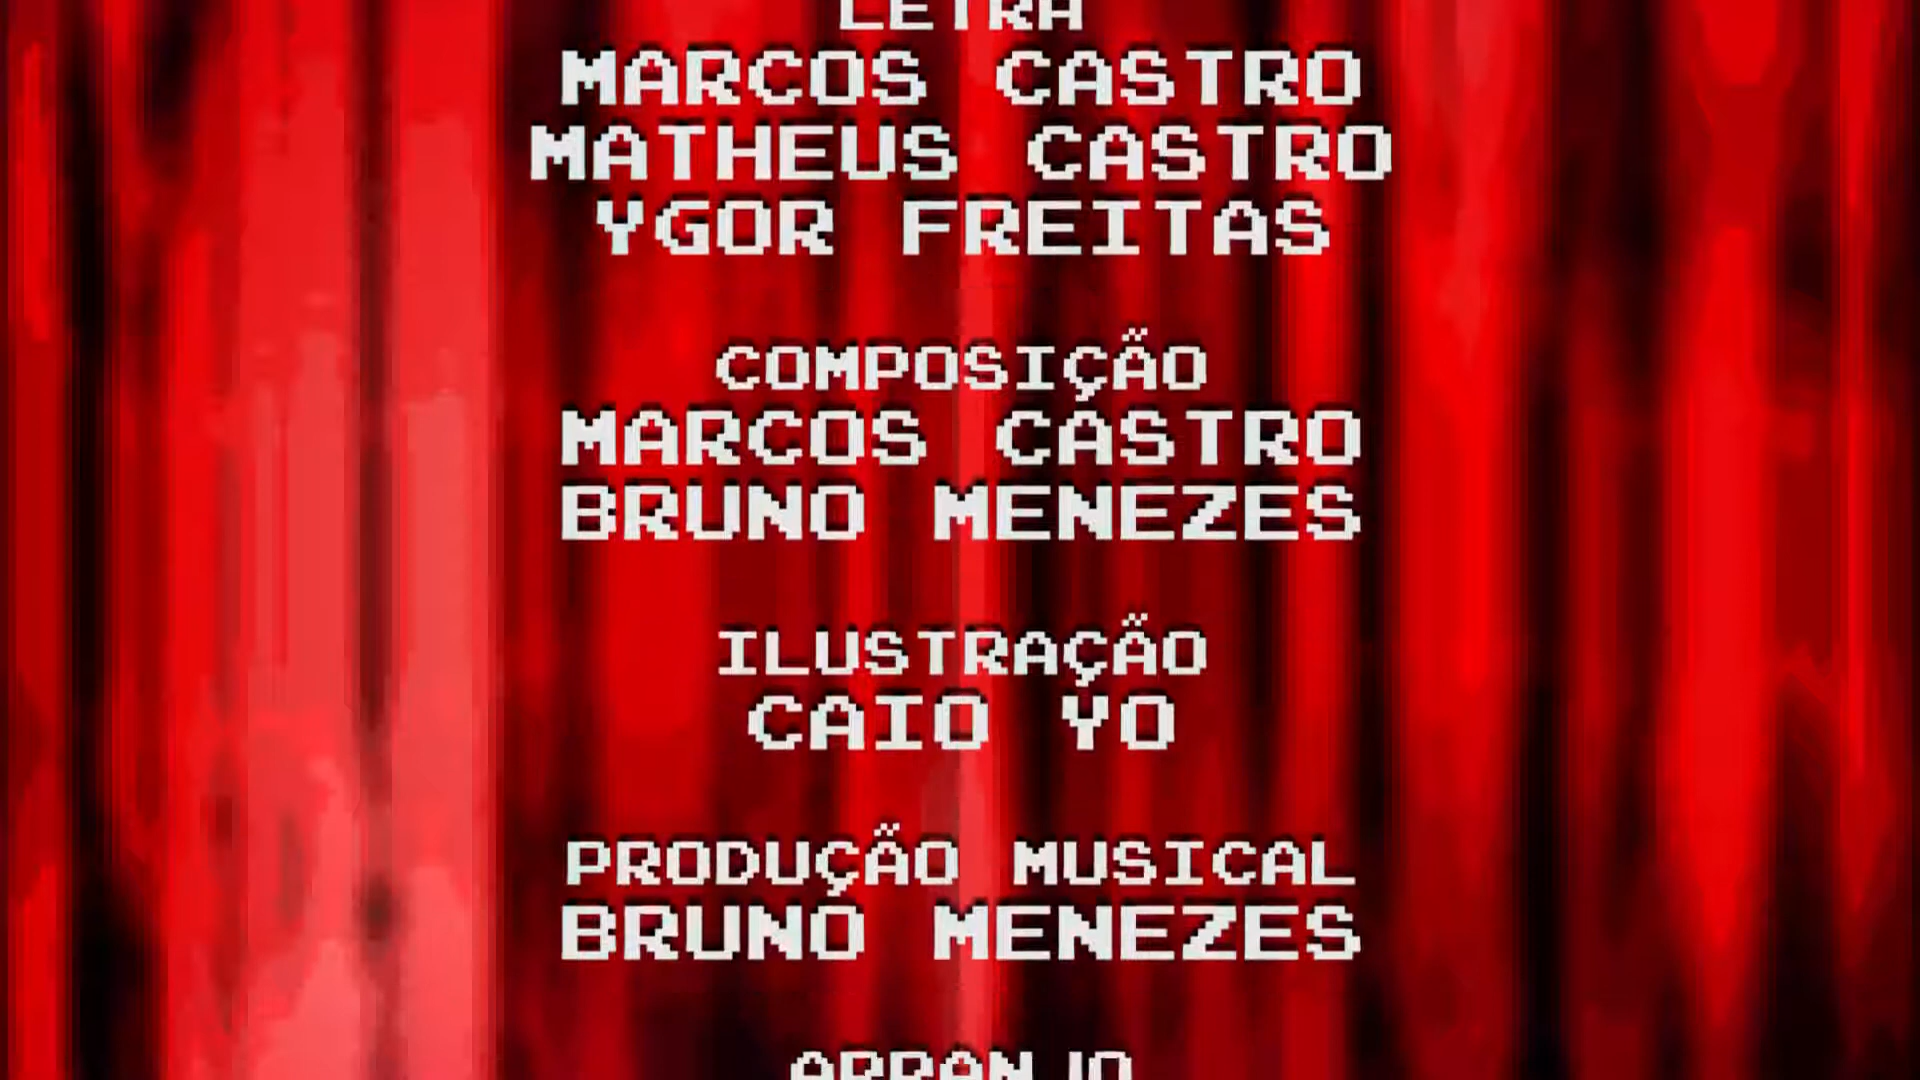 LETRA
MARCOS CASTRO
MATHEUS CASTRO
YGOR FREITAS
COMPOSIÇÃO
MARCOS CASTRO
BRUNO MENEZES
ILUSTRAÇÃO
CAIO YO
PRODUÇÃO MUSICAL
BRUNO MENEZES
ARRANJO